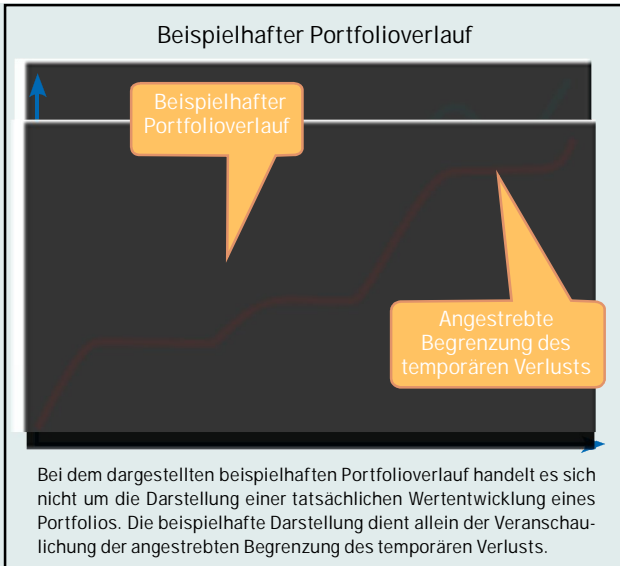 Beispielhafter Portfolioverlauf
Beispielhafter
Portfolioverlauf
Angestrebte
Begrenzung des
temporären Verlusts
Bei dem dargestellten beispielhaften Portfolioverlauf handelt es sich
nicht um die Darstellung einer tatsächlichen Wertentwicklung eines
Portfolios. Die beispielhafte Darstellung dient allein der Veranschau-
lichung der angestrebten Begrenzung des temporären Verlusts.